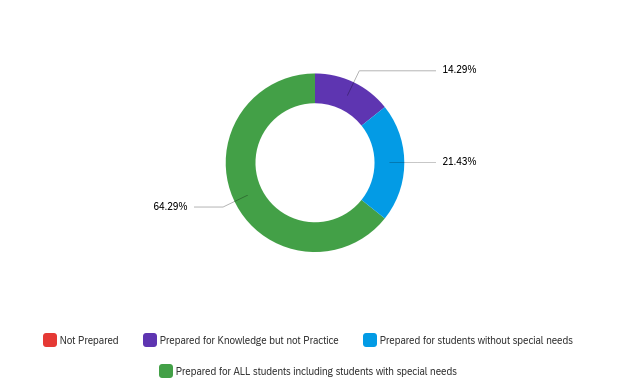 14.29%
21.43%
64.29%
Not Prepared
Prepared for Knowledge but not Practice
Prepared for students without special needs
Prepared for ALL students including students with special needs